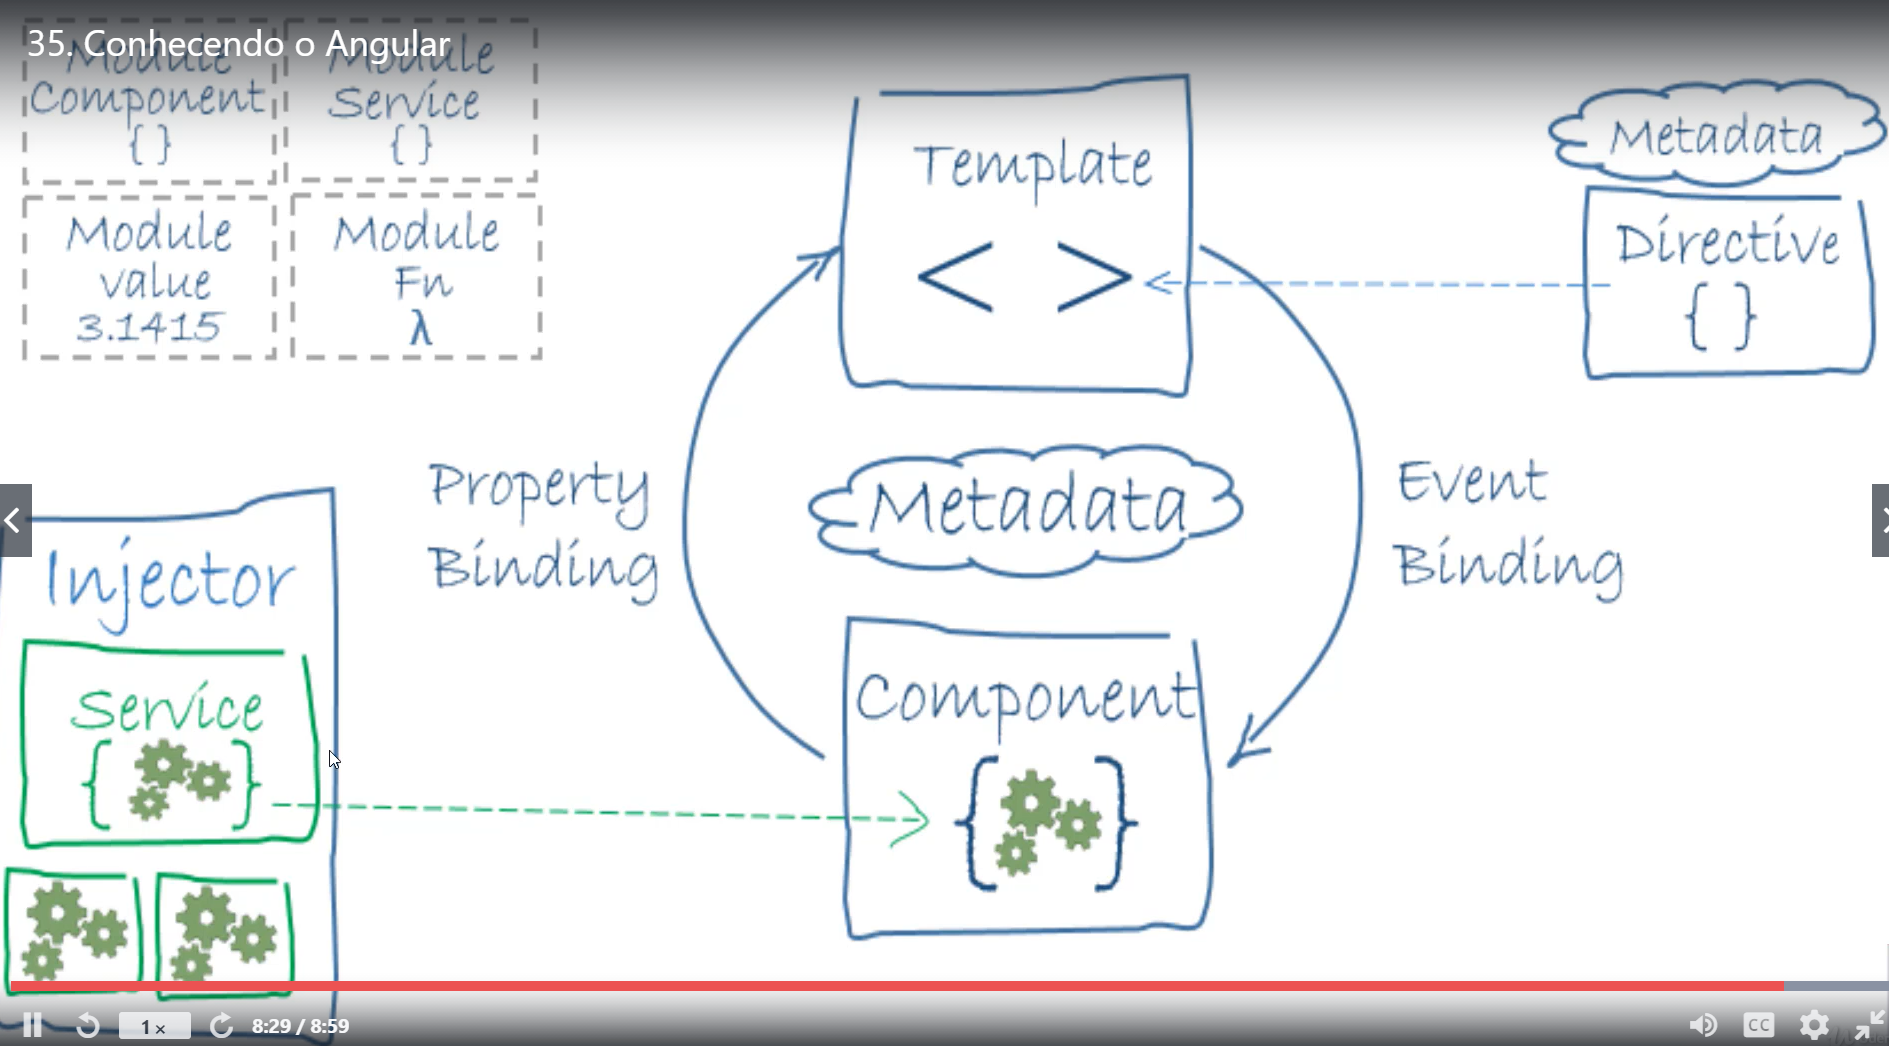 35. Conhecendo o Angular
Module
Component
{ }
Module
Service
{ }
Module
value
3.1415
Module
Fn
λ
Template
< >
Metadata
Directive
{ }
Property
Binding
Metadata
Event
Binding
Injector
Service
{ }
Component
{ }
1 x
8:29 / 8:59
CC